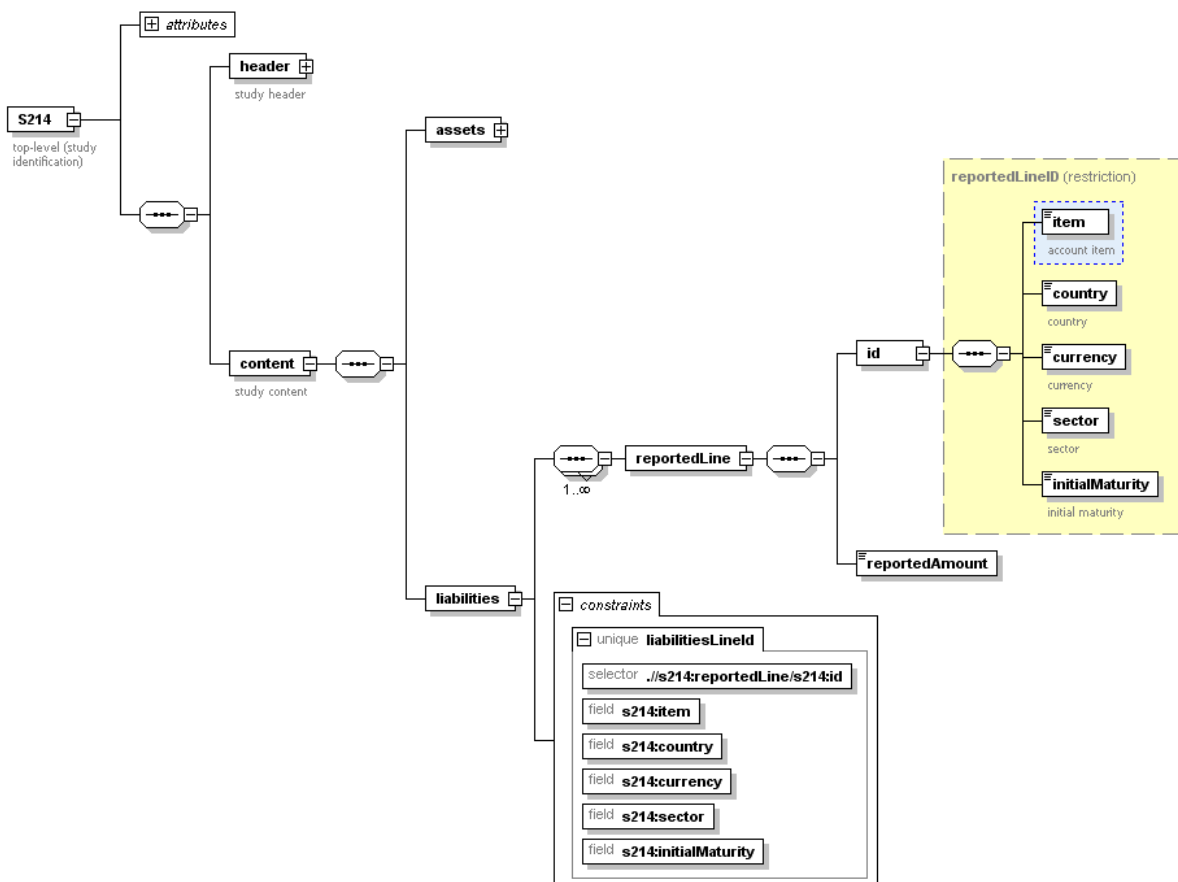 attributes
header
study header
S214
top-level (study
identification)
assets
reportedLineID (restriction)
item
account item
country
country
content
study content
id
currency
currency
sector
sector
reportedLine
1..∞
initialMaturity
initial maturity
reportedAmount
liabilities
constraints
unique liabilitiesLineId
selector .//s214:reportedLine/s214:id
field s214:item
field s214:country
field s214:currency
field s214:sector
field s214:initialMaturity